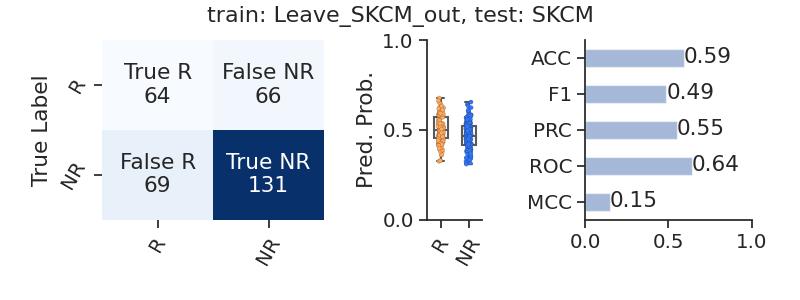 train: Leave_SKCM_out, test: SKCM
True Label
R
NR
True R
64
False NR
66
False R
69
True NR
131
R
NR
Pred. Prob.
1.0
0.5
0.0
R
NR
ACC
F1
PRC
ROC
MCC
0.59
0.49
0.55
0.64
0.15
0.0
0.5
1.0